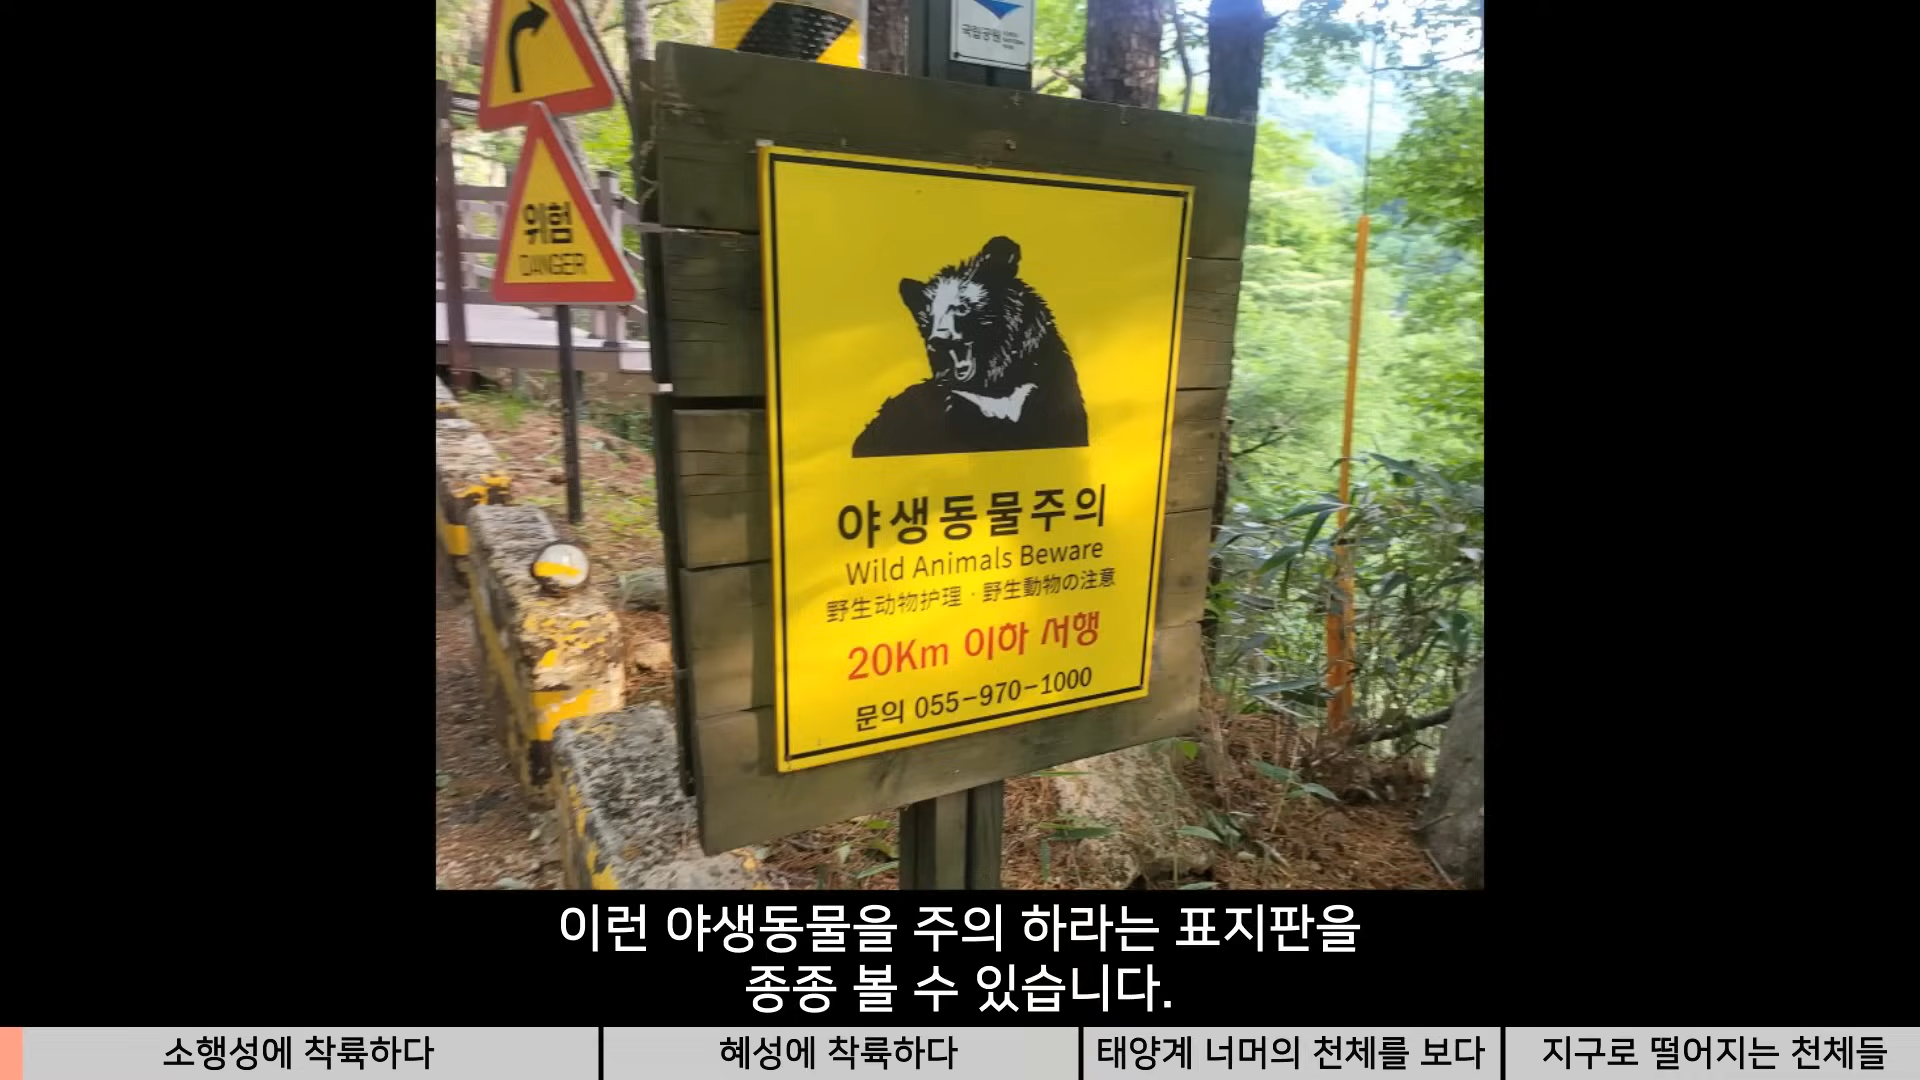 국립공원
위험
DANGER
야생동물주의
Wild Animals Beware
野生动物护理 · 野生動物の注意
20Km 이하 서행
문의 055-970-1000
이런 야생동물을 주의 하라는 표지판을
종종 볼 수 있습니다.
소행성에 착륙하다
혜성에 착륙하다
태양계 너머의 천체를 보다
지구로 떨어지는 천체들